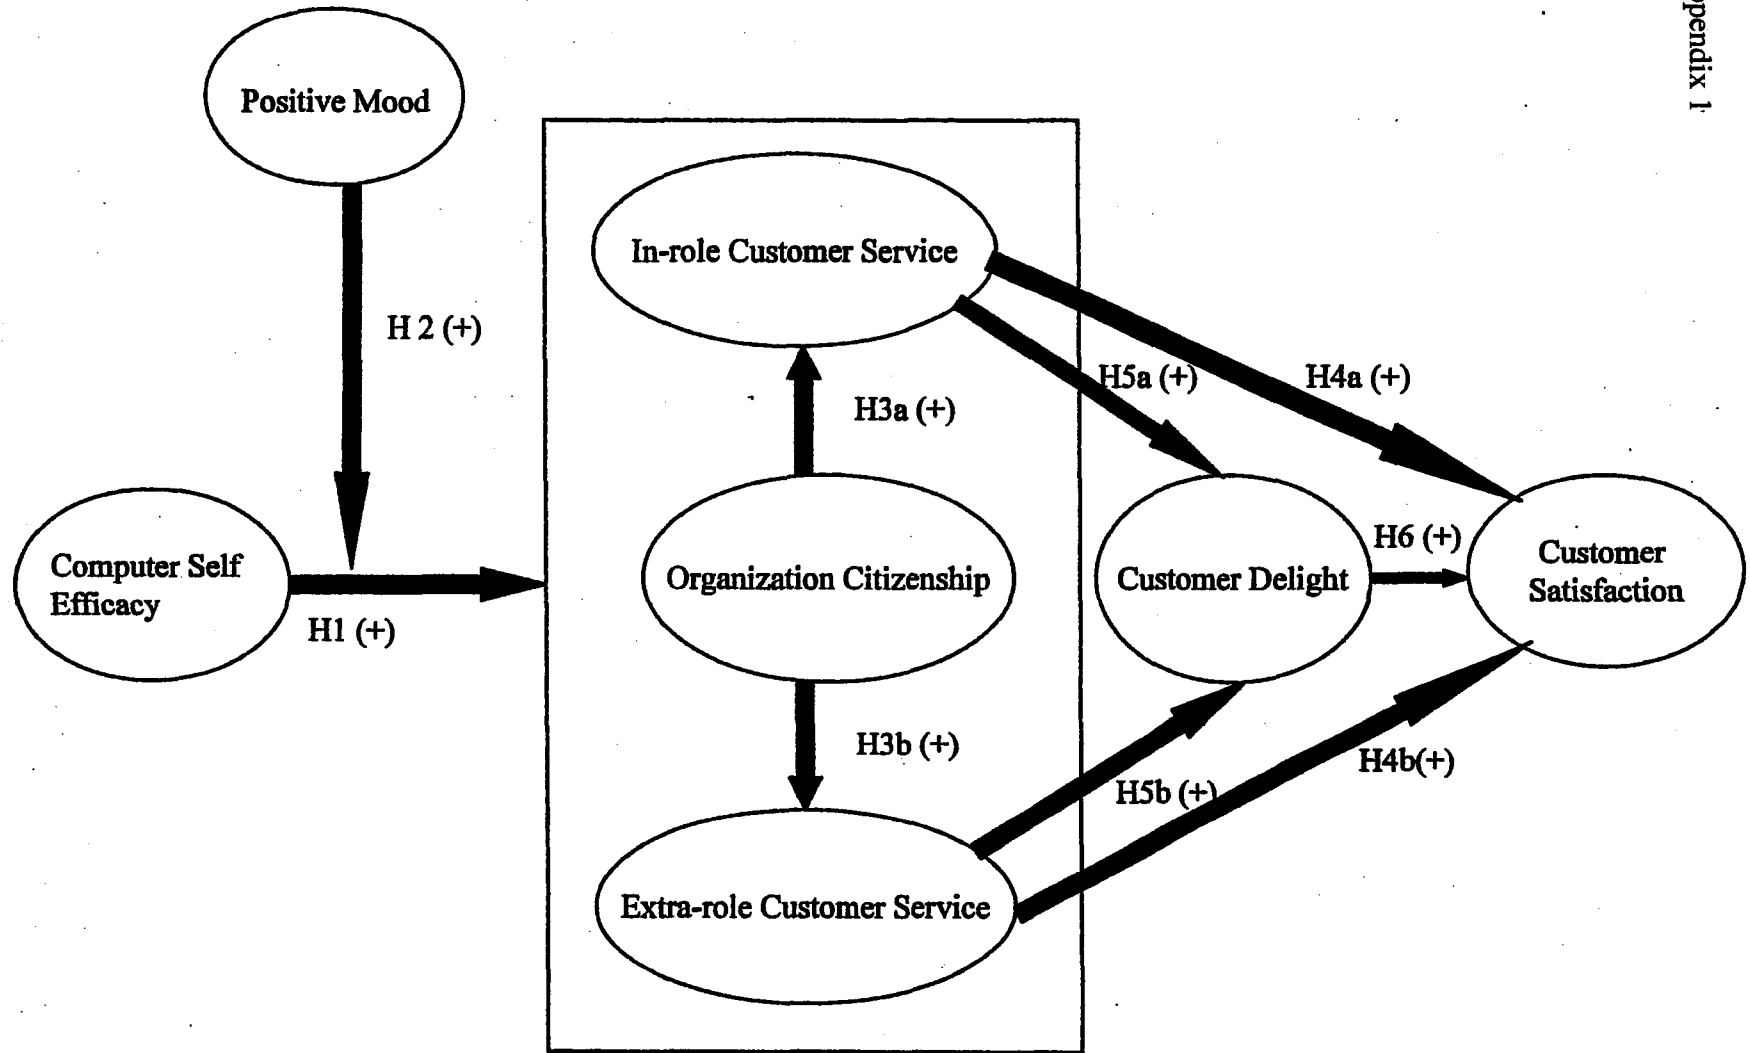 ppendix 1
Positive Mood
In-role Customer Service
H 2 (+)
H5a (+)
H4a (+)
H3a (+)
Computer Self
Efficacy
H1 (+)
Organization Citizenship
Customer Delight
H6 (+)
Customer
Satisfaction
H3b (+)
H5b (+)
H4b(+)
Extra-role Customer Service